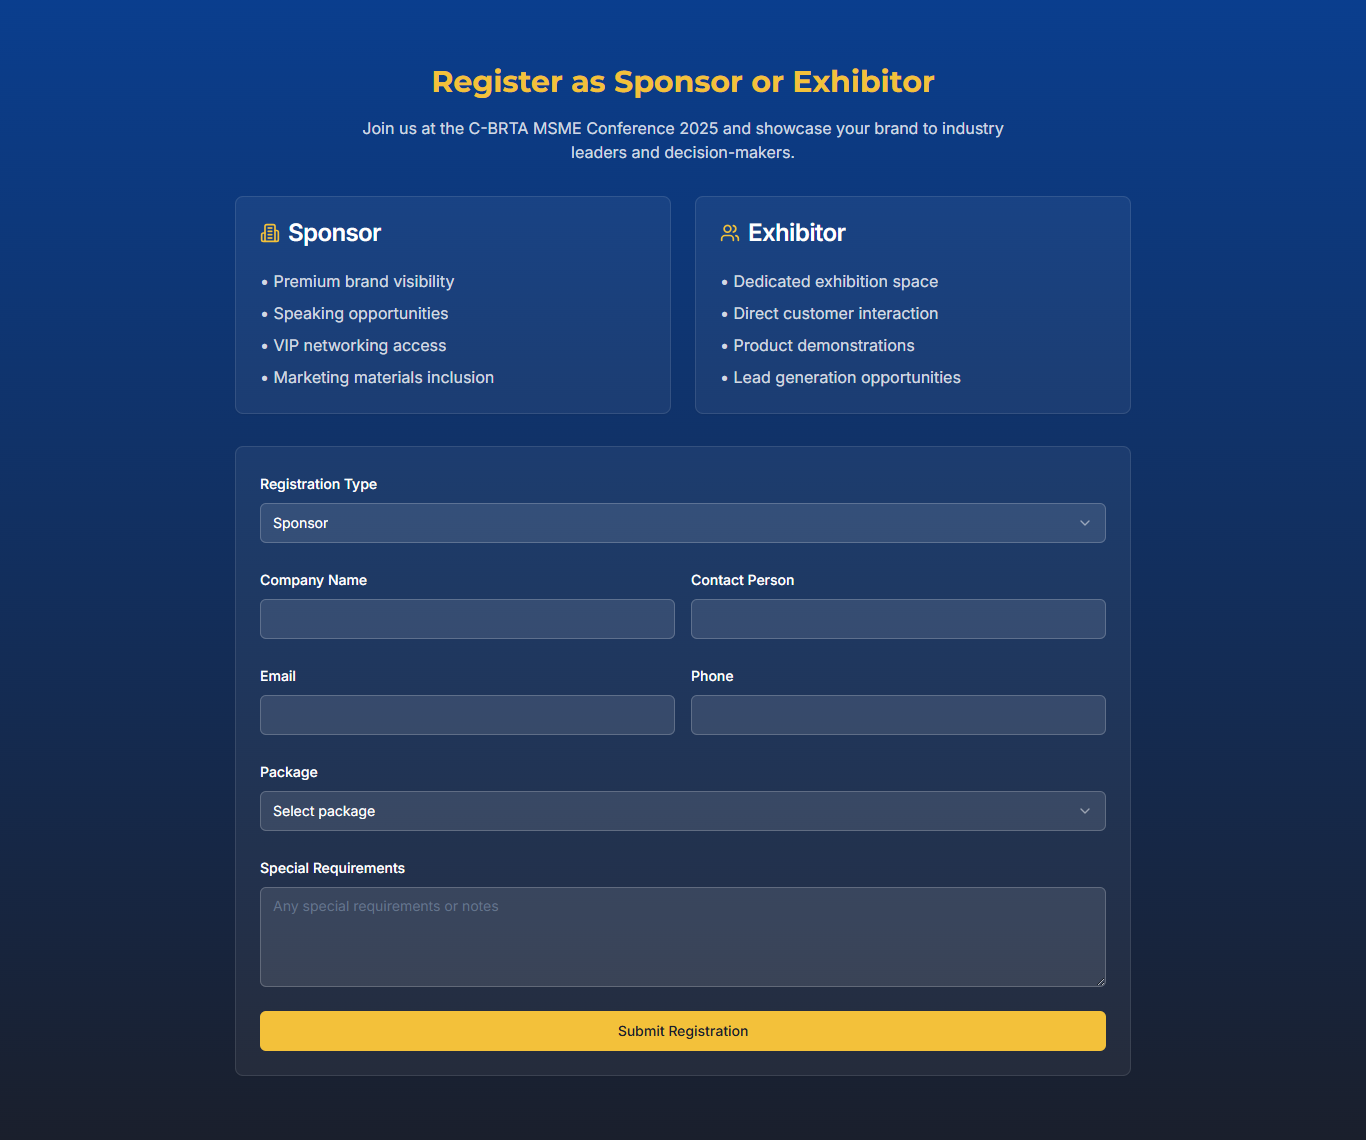 Register as Sponsor or Exhibitor
Join us at the C-BRTA MSME Conference 2025 and showcase your brand to industry
leaders and decision-makers.
Sponsor
• Premium brand visibility
• Speaking opportunities
• VIP networking access
• Marketing materials inclusion
Exhibitor
• Dedicated exhibition space
• Direct customer interaction
• Product demonstrations
• Lead generation opportunities
Registration Type
Sponsor
Company Name
Contact Person
Email
Phone
Package
Select package
Special Requirements
Any special requirements or notes
Submit Registration